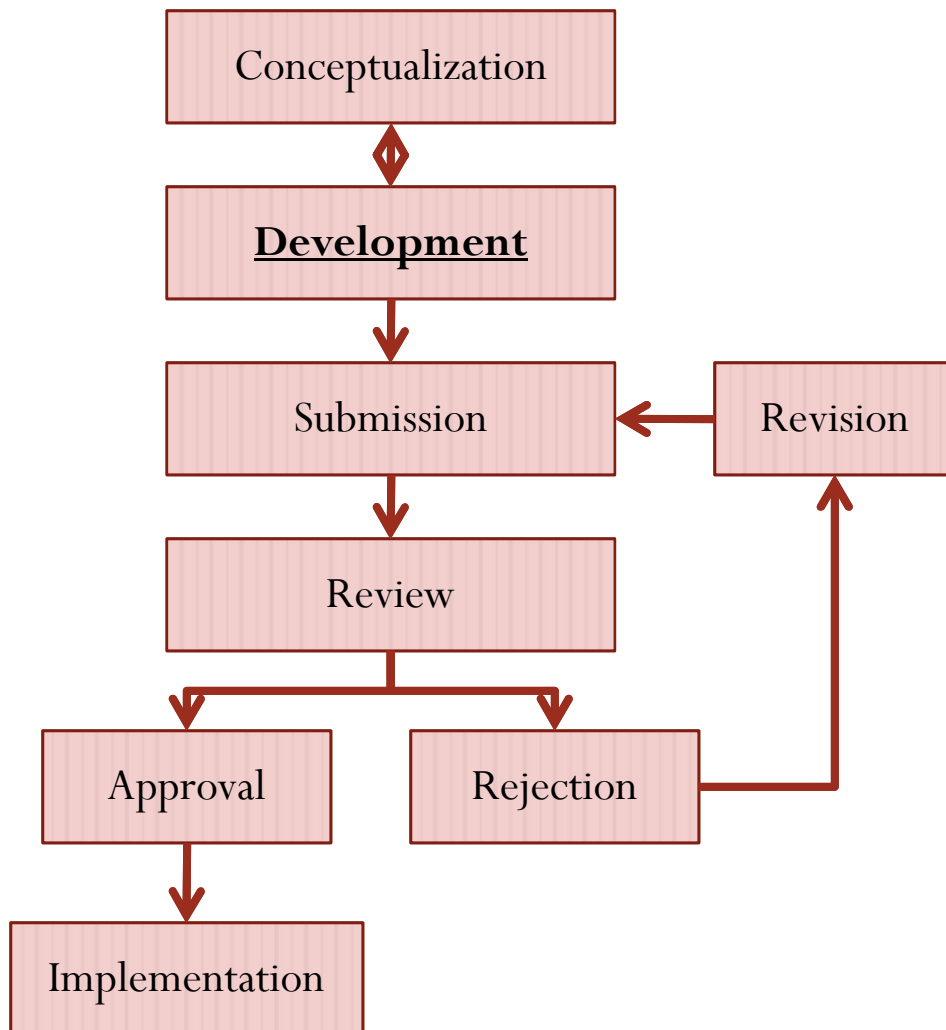 Conceptualization
Development
Submission
Revision
Review
Approval
Rejection
Implementation